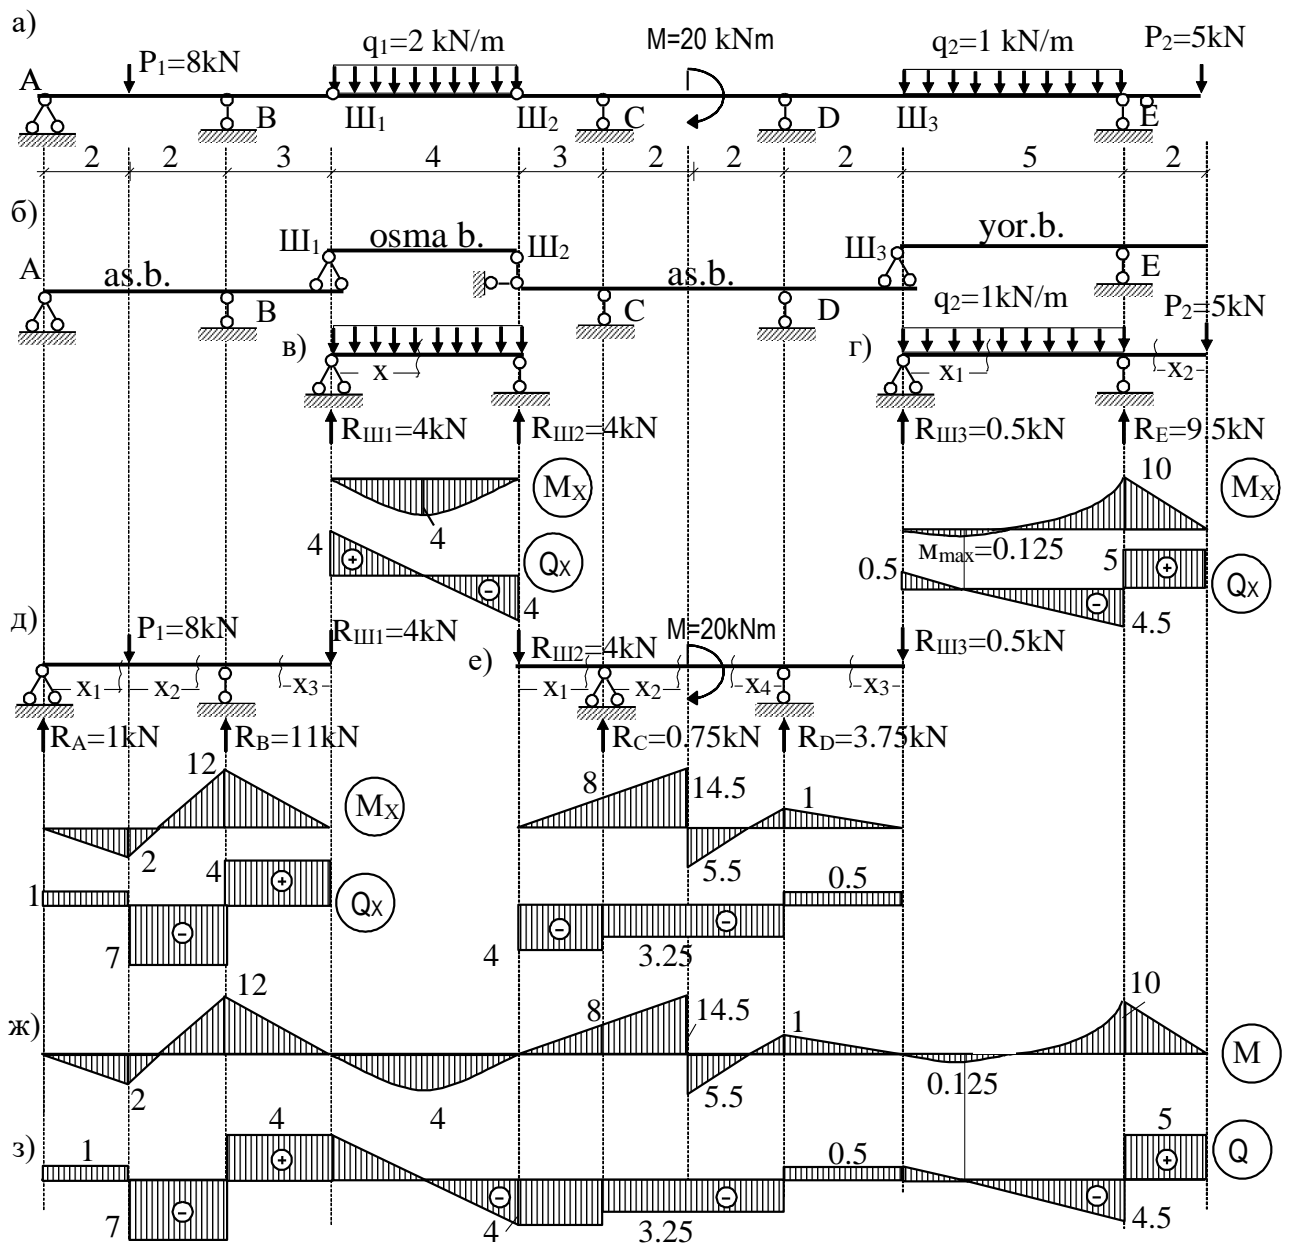 а)
P₁=8kN
q₁=2 kN/m
M=20 kNm
q₂=1 kN/m
P₂=5kN
A
B
Ш₁
Ш₂
C
D
Ш₃
E
2 2 3 4 3 2 2 2 5 2
б)
Ш₁
osma b.
Ш₂
Ш₃
yor.b.
A
as.b.
B
as.b.
C
D
E
q₂=1kN/m
P₂=5kN
в)
x
г)
x₁
x₂
RШ1=4kN
RШ2=4kN
RШ3=0.5kN
RE=9.5kN
MX
4
10
MX
Mmax=0.125
4
+
QX
-
4
0.5
5
+
QX
-
4.5
д)
P₁=8kN
RШ1=4kN
е)
RШ2=4kN
M=20kNm
RШ3=0.5kN
x₁ x₂ x₃
x₁ x₂ x₄ x₃
RA=1kN
RB=11kN
RC=0.75kN
RD=3.75kN
12
MX
2
8
14.5
1
5.5
1
4
+
QX
-
7
-
-
0.5
4
3.25
ж)
12
8
14.5
1
10
M
2
4
5.5
0.125
з)
1
4
+
0.5
5
+
Q
-
7
-
4
-
3.25
-
4.5